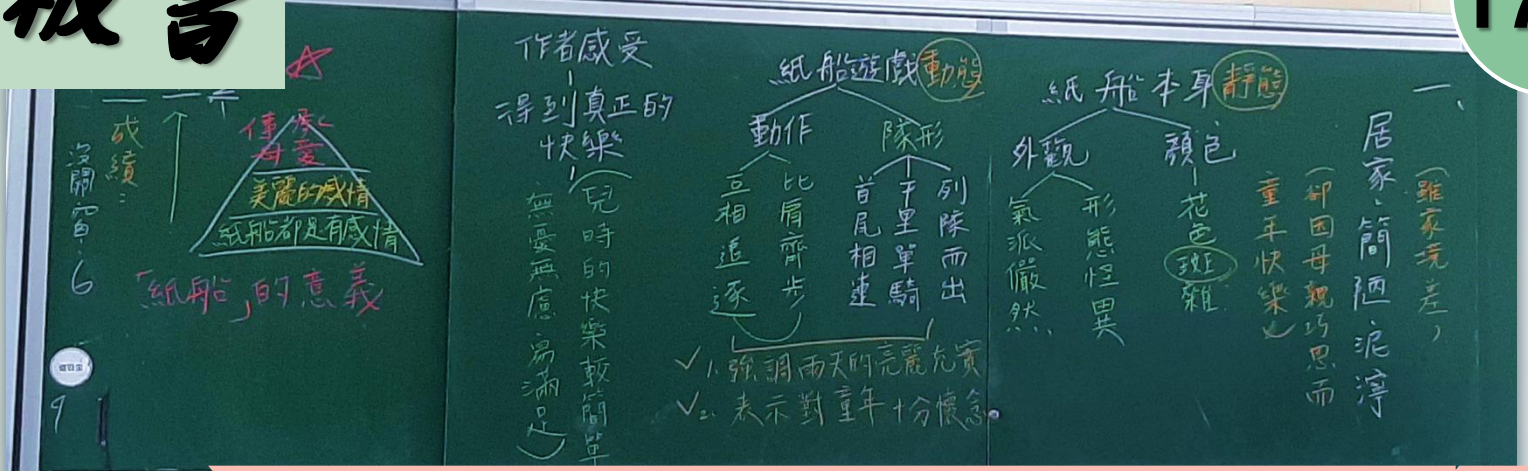 板書
17
一、
居家:簡陋、泥濘
(雖家境差,
卻因母親巧思而
童年快樂)
紙船本身 靜態
顏色
花色斑雜
外觀
形態怪異
氣派儼然
紙船遊戲 動態
隊形
列隊而出
千里單騎
首尾相連
動作
比肩齊步
互相追逐
✓1. 強調雨天的亮麗充實
✓2. 表示對童年十分懷念
作者感受
得到真正的
快樂
(兒時的快樂較簡單
無憂無慮、易滿足)
☆
傳承
母愛
美麗的感情
紙船都是有感情
「紙船」的意義
成績:
沒關窗:6
9